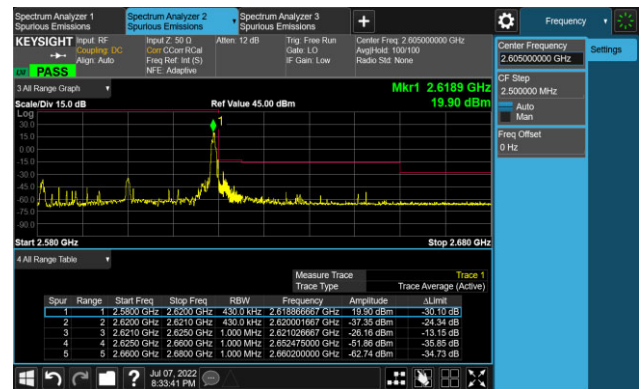 Spectrum Analyzer 1
Spurious Emissions
Spectrum Analyzer 2
Spurious Emissions
Spectrum Analyzer 3
Spurious Emissions
+
Frequency
KEYSIGHT
Input: RF
Coupling: DC
Align: Auto
Input Z: 50 Ω
Corr CCorr RCal
Freq Ref: Int (S)
NFE: Adaptive
Atten: 12 dB
Trig: Free Run
Gate: LO
IF Gain: Low
Center Freq: 2.605000000 GHz
Avg|Hold: 100/100
Radio Std: None
PASS
Center Frequency
2.605000000 GHz
Settings
CF Step
2.500000 MHz
Auto
Man
Freq Offset
0 Hz
3 All Range Graph
Mkr1 2.6189 GHz
Scale/Div 15.0 dB
Ref Value 45.00 dBm
19.90 dBm
Log
30.0
15.0
0.00
-15.0
-30.0
-45.0
-60.0
-75.0
-90.0
1
Start 2.580 GHz
Stop 2.680 GHz
4 All Range Table
Measure Trace Trace 1
Trace Type Trace Average (Active)
Spur Range Start Freq Stop Freq RBW Frequency Amplitude ΔLimit
1 1 2.5800 GHz 2.6200 GHz 430.0 kHz 2.618866667 GHz 19.90 dBm -30.10 dB
2 2 2.6200 GHz 2.6210 GHz 430.0 kHz 2.620001667 GHz -37.35 dBm -24.34 dB
3 3 2.6210 GHz 2.6250 GHz 1.000 MHz 2.621026667 GHz -26.16 dBm -13.15 dB
4 4 2.6250 GHz 2.6600 GHz 1.000 MHz 2.652475000 GHz -51.86 dBm -35.85 dB
5 5 2.6600 GHz 2.6800 GHz 1.000 MHz 2.660200000 GHz -62.74 dBm -34.73 dB
?
Jul 07, 2022
8:33:41 PM